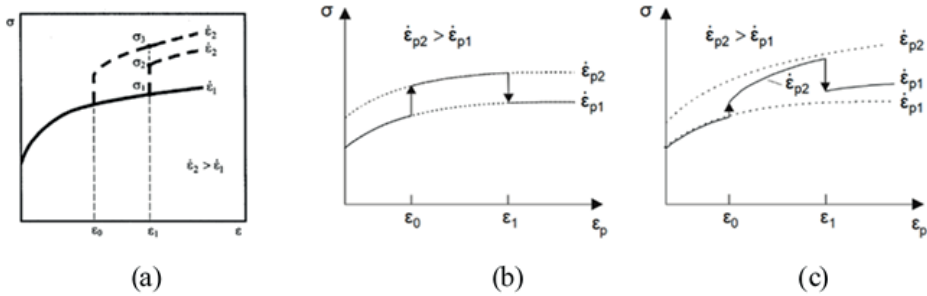 σ
σ₃
ε̇₂
σ₂
ε̇₂
σ₁
ε̇₁
ε̇₂ > ε̇₁
ε₀
ε₁
ε
(a)
σ
ε̇p2 > ε̇p1
ε̇p2
ε̇p1
ε₀
ε₁
εp
(b)
σ
ε̇p2 > ε̇p1
ε̇p2
ε̇p2
ε̇p1
ε̇p1
ε₀
ε₁
εp
(c)